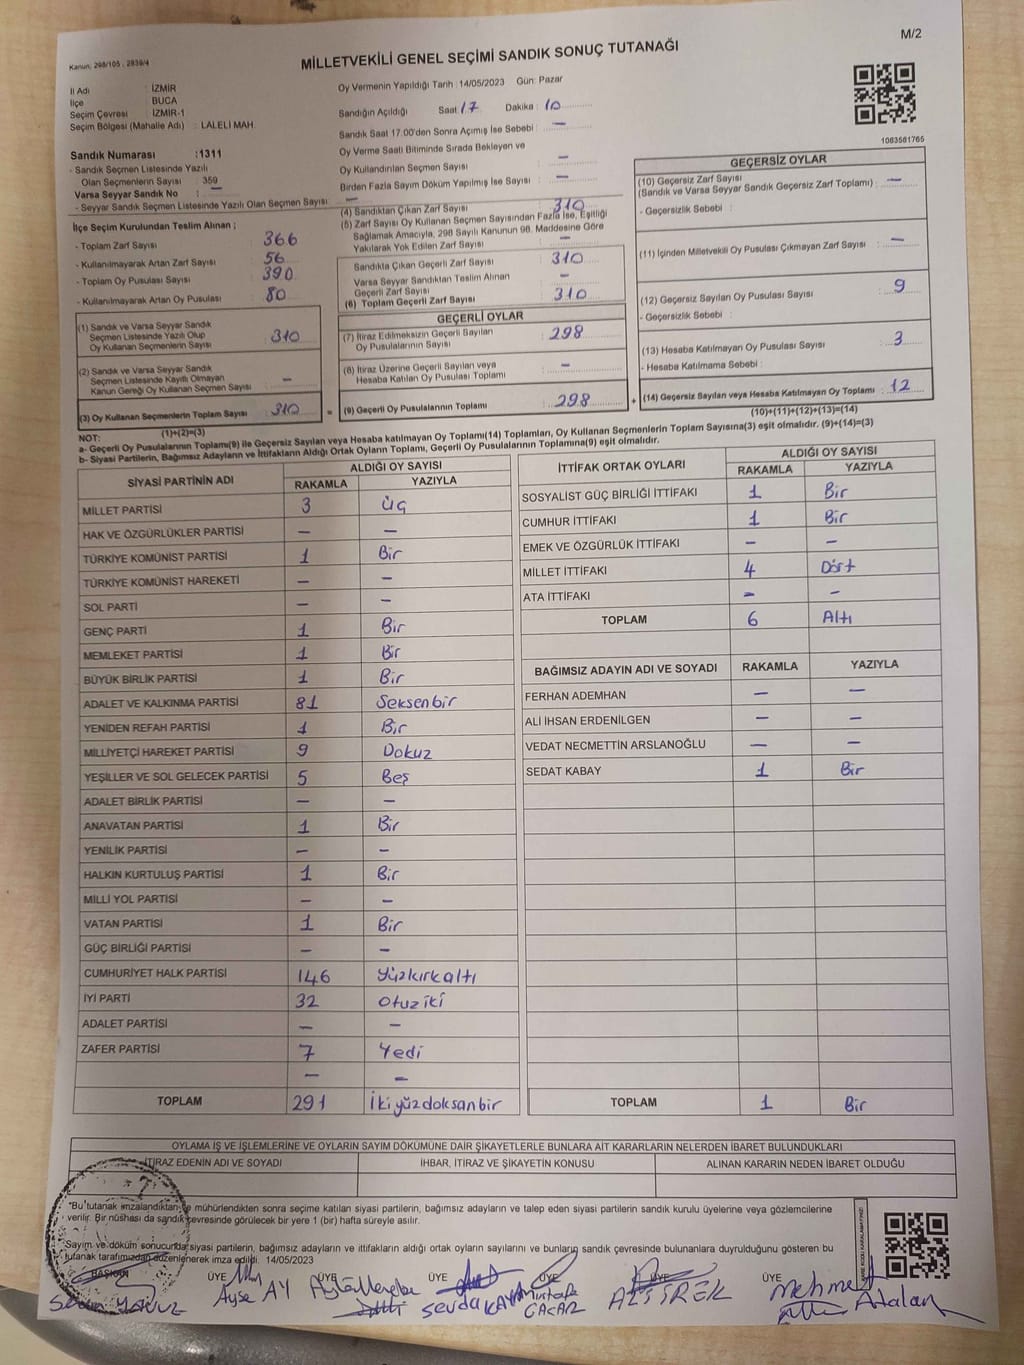 M/2
Kanun: 298/105 , 2839/4
MİLLETVEKİLİ GENEL SEÇİMİ SANDIK SONUÇ TUTANAĞI
İl Adı : İZMİR
İlçe : BUCA
Seçim Çevresi : İZMİR-1
Seçim Bölgesi (Mahalle Adı) : LALELİ MAH.
Oy Vermenin Yapıldığı Tarih : 14/05/2023 Gün: Pazar
Sandığın Açıldığı Saat 17 Dakika 10
Sandık Saat 17:00'den Sonra Açımış İse Sebebi : —
Oy Verme Saati Bitiminde Sırada Bekleyen ve
Oy Kullandırılan Seçmen Sayısı : —
Birden Fazla Sayım Döküm Yapılmış İse Sayısı : —
1063581765
Sandık Numarası : 1311
- Sandık Seçmen Listesinde Yazılı
Olan Seçmenlerin Sayısı : 359
Varsa Seyyar Sandık No : —
- Seyyar Sandık Seçmen Listesinde Yazılı Olan Seçmen Sayısı : —
İlçe Seçim Kurulundan Teslim Alınan ;
- Toplam Zarf Sayısı : 366
- Kullanılmayarak Artan Zarf Sayısı : 56
- Toplam Oy Pusulası Sayısı : 390
- Kullanılmayarak Artan Oy Pusulası : 80
(1) Sandık ve Varsa Seyyar Sandık
Seçmen Listesinde Yazılı Olup
Oy Kullanan Seçmenlerin Sayısı : 310
(2) Sandık ve Varsa Seyyar Sandık
Seçmen Listesinde Kayıtlı Olmayan
Kanun Gereği Oy Kullanan Seçmen Sayısı : —
(3) Oy Kullanan Seçmenlerin Toplam Sayısı : 310
(1)+(2)=(3)
(4) Sandıktan Çıkan Zarf Sayısı : 310
(5) Zarf Sayısı Oy Kullanan Seçmen Sayısından Fazla İse, Eşitliği
Sağlamak Amacıyla, 298 Sayılı Kanunun 98. Maddesine Göre
Yakılarak Yok Edilen Zarf Sayısı : —
Sandıkta Çıkan Geçerli Zarf Sayısı : 310
Varsa Seyyar Sandıktan Teslim Alınan
Geçerli Zarf Sayısı : —
(6) Toplam Geçerli Zarf Sayısı : 310
GEÇERLİ OYLAR
(7) İtiraz Edilmeksizin Geçerli Sayılan
Oy Pusulalarının Sayısı : 298
(8) İtiraz Üzerine Geçerli Sayılan veya
Hesaba Katılan Oy Pusulası Toplamı : —
= (9) Geçerli Oy Pusulalarının Toplamı : 298
GEÇERSİZ OYLAR
(10) Geçersiz Zarf Sayısı
(Sandık ve Varsa Seyyar Sandık Geçersiz Zarf Toplamı) : —
- Geçersizlik Sebebi :
(11) İçinden Milletvekili Oy Pusulası Çıkmayan Zarf Sayısı : —
(12) Geçersiz Sayılan Oy Pusulası Sayısı : 9
- Geçersizlik Sebebi :
(13) Hesaba Katılmayan Oy Pusulası Sayısı : 3
- Hesaba Katılmama Sebebi :
+ (14) Geçersiz Sayılan veya Hesaba Katılmayan Oy Toplamı : 12
(10)+(11)+(12)+(13)=(14)
NOT:
a- Geçerli Oy Pusulaları Toplamı(9) ile Geçersiz Sayılan veya Hesaba katılmayan Oy Toplamı(14) Toplamları, Oy Kullanan Seçmenlerin Toplam Sayısına(3) eşit olmalıdır. (9)+(14)=(3)
b- Siyasi Partilerin, Bağımsız Adayların ve İttifakların Aldığı Ortak Oyların Toplamı, Geçerli Oy Pusulalarının Toplamına(9) eşit olmalıdır.
SİYASİ PARTİNİN ADI ALDIĞI OY SAYISI
RAKAMLA YAZIYLA
MİLLET PARTİSİ 3 Üç
HAK VE ÖZGÜRLÜKLER PARTİSİ — —
TÜRKİYE KOMÜNİST PARTİSİ 1 Bir
TÜRKİYE KOMÜNİST HAREKETİ — —
SOL PARTİ — —
GENÇ PARTİ 1 Bir
MEMLEKET PARTİSİ 1 Bir
BÜYÜK BİRLİK PARTİSİ 1 Bir
ADALET VE KALKINMA PARTİSİ 81 Seksenbir
YENİDEN REFAH PARTİSİ 1 Bir
MİLLİYETÇİ HAREKET PARTİSİ 9 Dokuz
YEŞİLLER VE SOL GELECEK PARTİSİ 5 Beş
ADALET BİRLİK PARTİSİ — —
ANAVATAN PARTİSİ 1 Bir
YENİLİK PARTİSİ — —
HALKIN KURTULUŞ PARTİSİ 1 Bir
MİLLİ YOL PARTİSİ — —
VATAN PARTİSİ 1 Bir
GÜÇ BİRLİĞİ PARTİSİ — —
CUMHURİYET HALK PARTİSİ 146 Yüzkırkaltı
İYİ PARTİ 32 Otuziki
ADALET PARTİSİ — —
ZAFER PARTİSİ 7 Yedi
— —
TOPLAM 291 İkiyüzdoksanbir
İTTİFAK ORTAK OYLARI ALDIĞI OY SAYISI
RAKAMLA YAZIYLA
SOSYALİST GÜÇ BİRLİĞİ İTTİFAKI 1 Bir
CUMHUR İTTİFAKI 1 Bir
EMEK VE ÖZGÜRLÜK İTTİFAKI — —
MİLLET İTTİFAKI 4 Dört
ATA İTTİFAKI — —
TOPLAM 6 Altı
BAĞIMSIZ ADAYIN ADI VE SOYADI RAKAMLA YAZIYLA
FERHAN ADEMHAN — —
ALİ İHSAN ERDENİLGEN — —
VEDAT NECMETTİN ARSLANOĞLU — —
SEDAT KABAY 1 Bir
TOPLAM 1 Bir
OYLAMA İŞ VE İŞLEMLERİNE VE OYLARIN SAYIM DÖKÜMÜNE DAİR ŞİKAYETLERLE BUNLARA AİT KARARLARIN NELERDEN İBARET BULUNDUKLARI
İTİRAZ EDENİN ADI VE SOYADI İHBAR, İTİRAZ VE ŞİKAYETİN KONUSU ALINAN KARARIN NEDEN İBARET OLDUĞU
"Bu tutanak imzalandıktan ve mühürlendikten sonra seçime katılan siyasi partilerin, bağımsız adayların ve talep eden siyasi partilerin sandık kurulu üyelerine veya gözlemcilerine
verilir. Bir nüshası da sandık çevresinde görülecek bir yere 1 (bir) hafta süreyle asılır.
Sayım ve döküm sonucunda siyasi partilerin, bağımsız adayların ve ittifakların aldığı ortak oyların sayılarını ve bunların sandık çevresinde bulunanlara duyrulduğunu gösteren bu
tutanak tarafımızdan düzenlenerek imza edildi. 14/05/2023
BAŞKAN ÜYE ÜYE ÜYE ÜYE ÜYE ÜYE
Ayşe AY
Sevda KAYA
Mustafa
Mehmet
Atalan